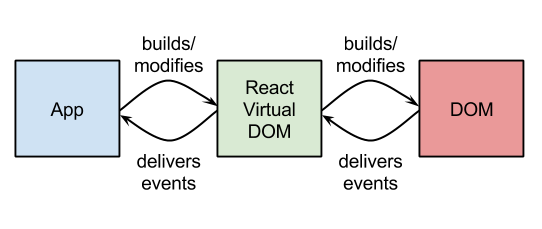 builds/
modifies
builds/
modifies
App
React
Virtual
DOM
DOM
delivers
events
delivers
events